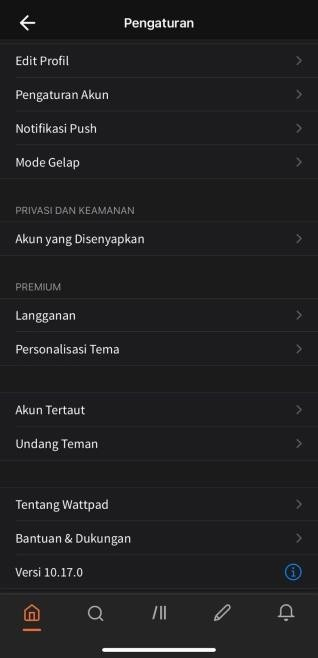 Pengaturan
Edit Profil
Pengaturan Akun
Notifikasi Push
Mode Gelap
PRIVASI DAN KEAMANAN
Akun yang Disenyapkan
PREMIUM
Langganan
Personalisasi Tema
Akun Tertaut
Undang Teman
Tentang Wattpad
Bantuan & Dukungan
Versi 10.17.0